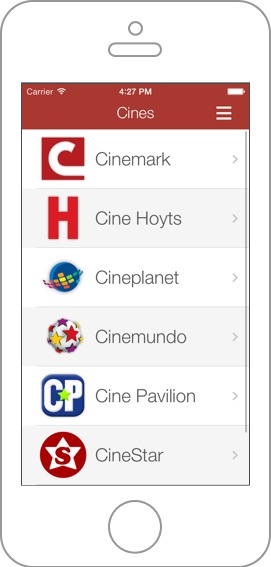 Carrier
4:27 PM
Cines
C
Cinemark
H
Cine Hoyts
Cineplanet
Cinemundo
CP
Cine Pavilion
S
CineStar